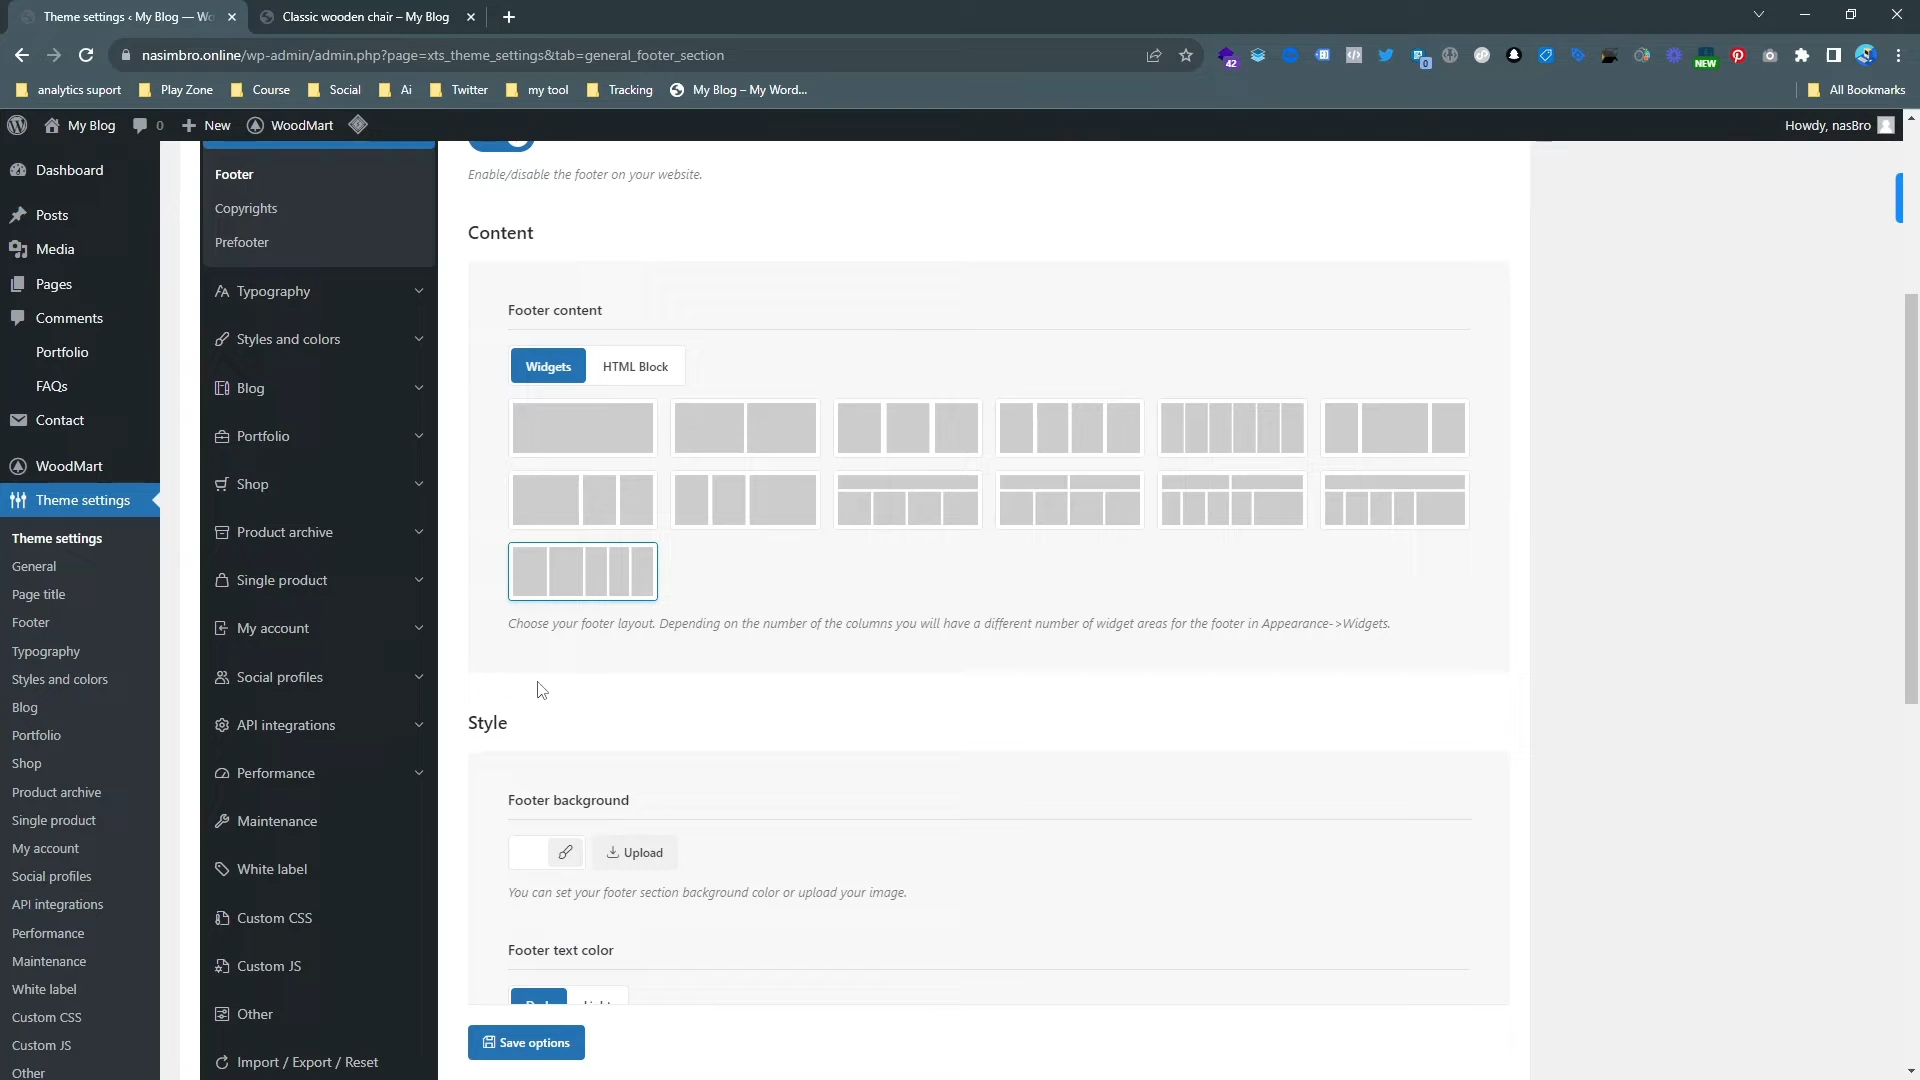 Theme settings ‹ My Blog — Wo
Classic wooden chair – My Blog
nasimbro.online/wp-admin/admin.php?page=xts_theme_settings&tab=general_footer_section
42
0
NEW
analytics suport
Play Zone
Course
Social
Ai
Twitter
my tool
Tracking
My Blog – My Word...
All Bookmarks
My Blog
0
New
WoodMart
Howdy, nasBro
Dashboard
Posts
Media
Pages
Comments
Portfolio
FAQs
Contact
WoodMart
Theme settings
Theme settings
General
Page title
Footer
Typography
Styles and colors
Blog
Portfolio
Shop
Product archive
Single product
My account
Social profiles
API integrations
Performance
Maintenance
White label
Custom CSS
Custom JS
Other
Footer
Copyrights
Prefooter
Typography
Styles and colors
Blog
Portfolio
Shop
Product archive
Single product
My account
Social profiles
API integrations
Performance
Maintenance
White label
Custom CSS
Custom JS
Other
Import / Export / Reset
Enable/disable the footer on your website.
Content
Footer content
Widgets
HTML Block
Choose your footer layout. Depending on the number of the columns you will have a different number of widget areas for the footer in Appearance->Widgets.
Style
Footer background
Upload
You can set your footer section background color or upload your image.
Footer text color
Save options